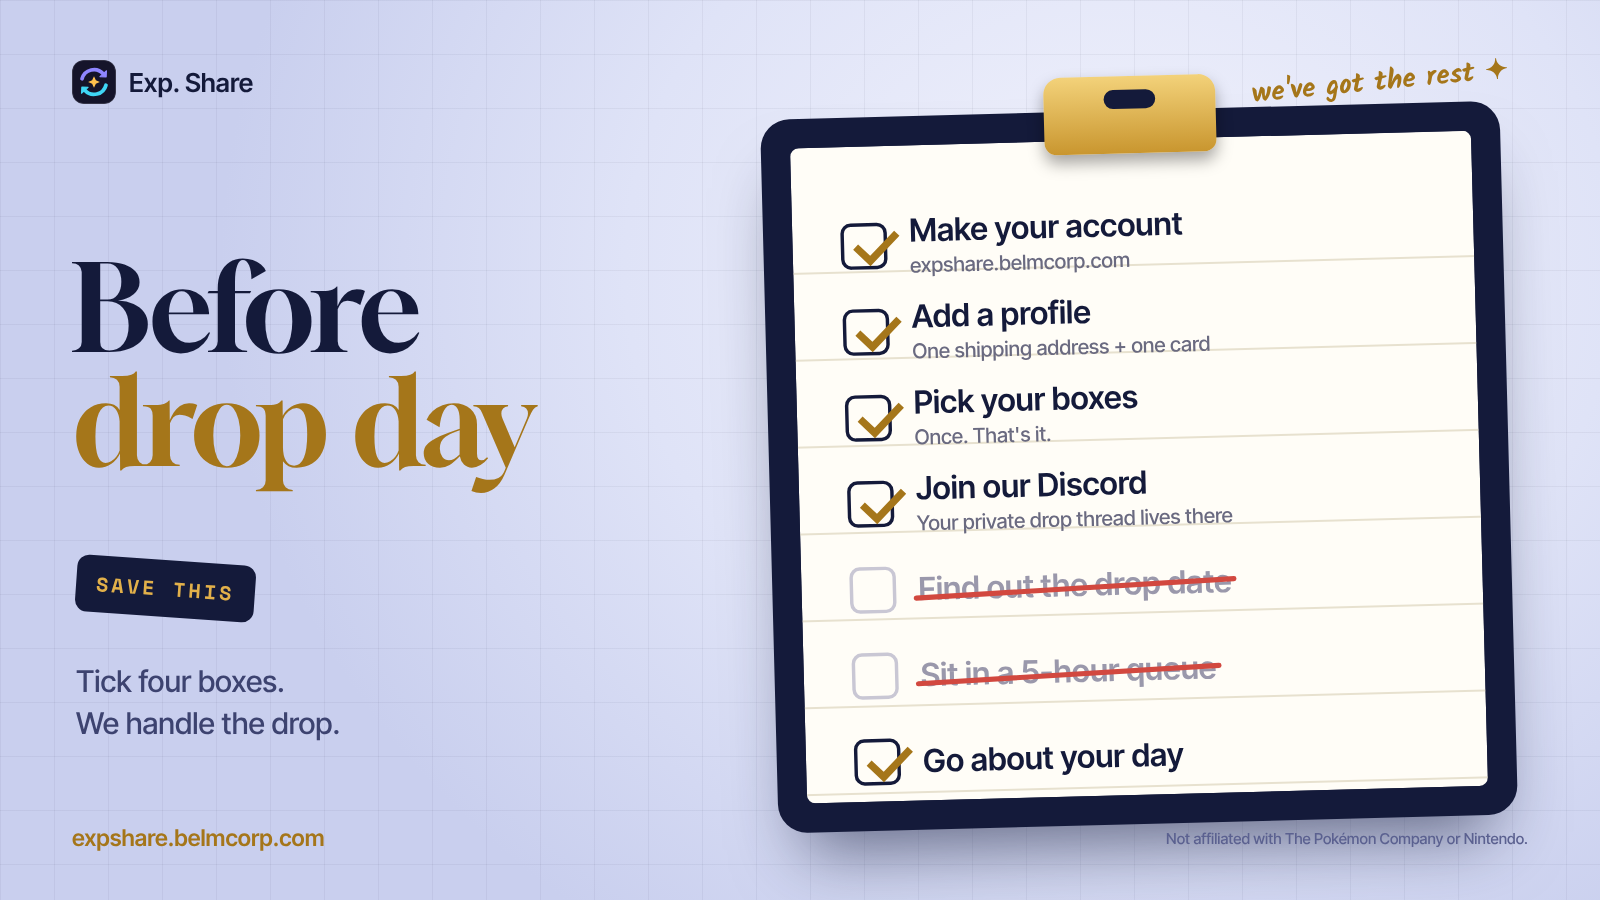 Exp. Share
we've got the rest ✦
Before
drop day
SAVE THIS
Tick four boxes.
We handle the drop.
expshare.belmcorp.com
Make your account
expshare.belmcorp.com
Add a profile
One shipping address + one card
Pick your boxes
Once. That's it.
Join our Discord
Your private drop thread lives there
Find out the drop date
Sit in a 5-hour queue
Go about your day
Not affiliated with The Pokémon Company or Nintendo.